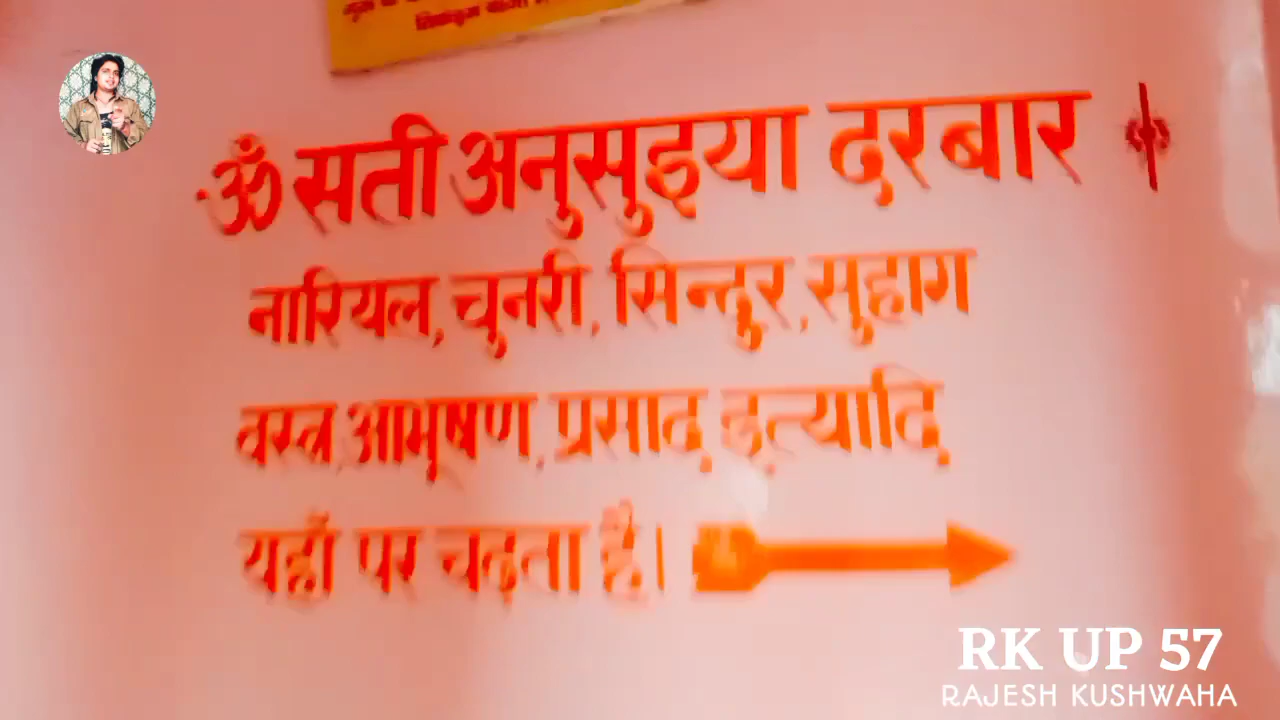 ॐ सती अनुसुइया दरबार
नारियल, चुनरी, सिन्दुर, सुहाग
वस्त्र, आभूषण, प्रसाद, इत्यादि
यहाँ पर चढ़ता है।
RK UP 57
RAJESH KUSHWAHA